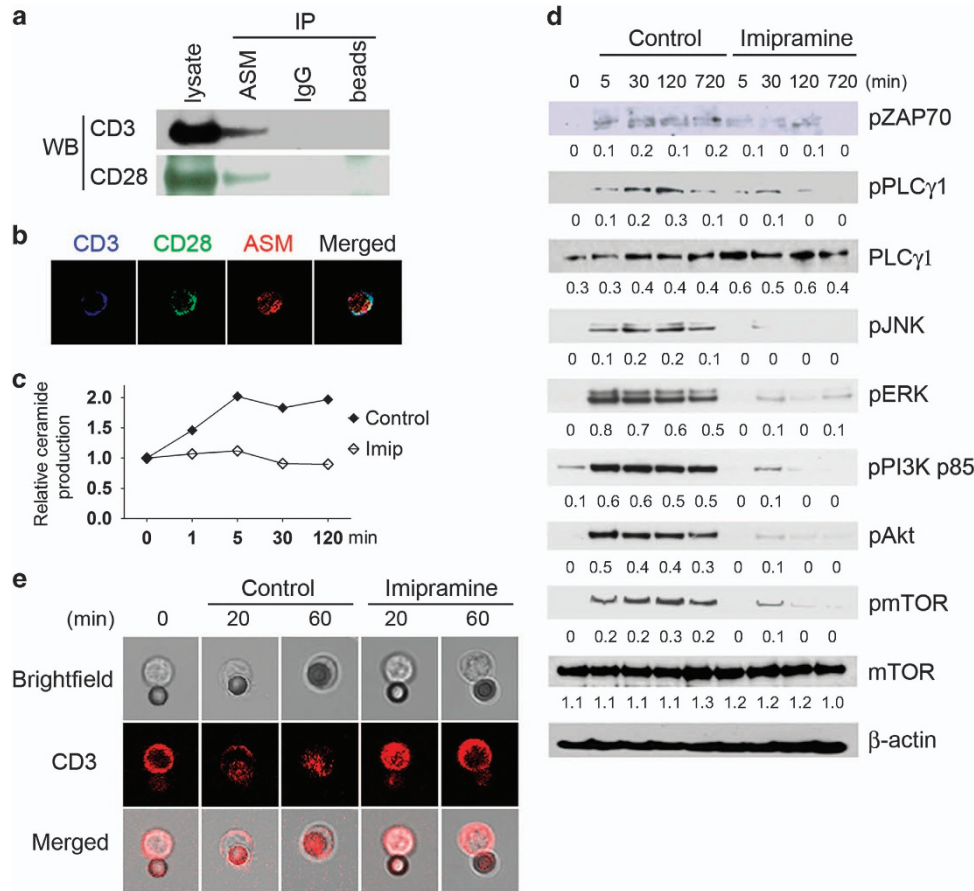 a
IP
lysate
ASM
IgG
beads
WB
CD3
CD28
b
CD3 CD28 ASM Merged
c
Relative ceramide
production
2.0
1.5
1.0
0.5
0.0
0 1 5 30 120 min
Control
Imip
e
Control Imipramine
(min) 0 20 60 20 60
Brightfield
CD3
Merged
d
Control Imipramine
0 5 30 120 720 5 30 120 720 (min)
pZAP70
0 0.1 0.2 0.1 0.2 0.1 0 0.1 0
pPLCγ1
0 0.1 0.2 0.3 0.1 0 0.1 0 0
PLCγ1
0.3 0.3 0.4 0.4 0.4 0.6 0.5 0.6 0.4
pJNK
0 0.1 0.2 0.2 0.1 0 0 0 0
pERK
0 0.8 0.7 0.6 0.5 0 0.1 0 0.1
pPI3K p85
0.1 0.6 0.6 0.5 0.5 0 0.1 0 0
pAkt
0 0.5 0.4 0.4 0.3 0 0.1 0 0
pmTOR
0 0.2 0.2 0.3 0.2 0 0.1 0 0
mTOR
1.1 1.1 1.1 1.1 1.3 1.2 1.2 1.2 1.0
β-actin